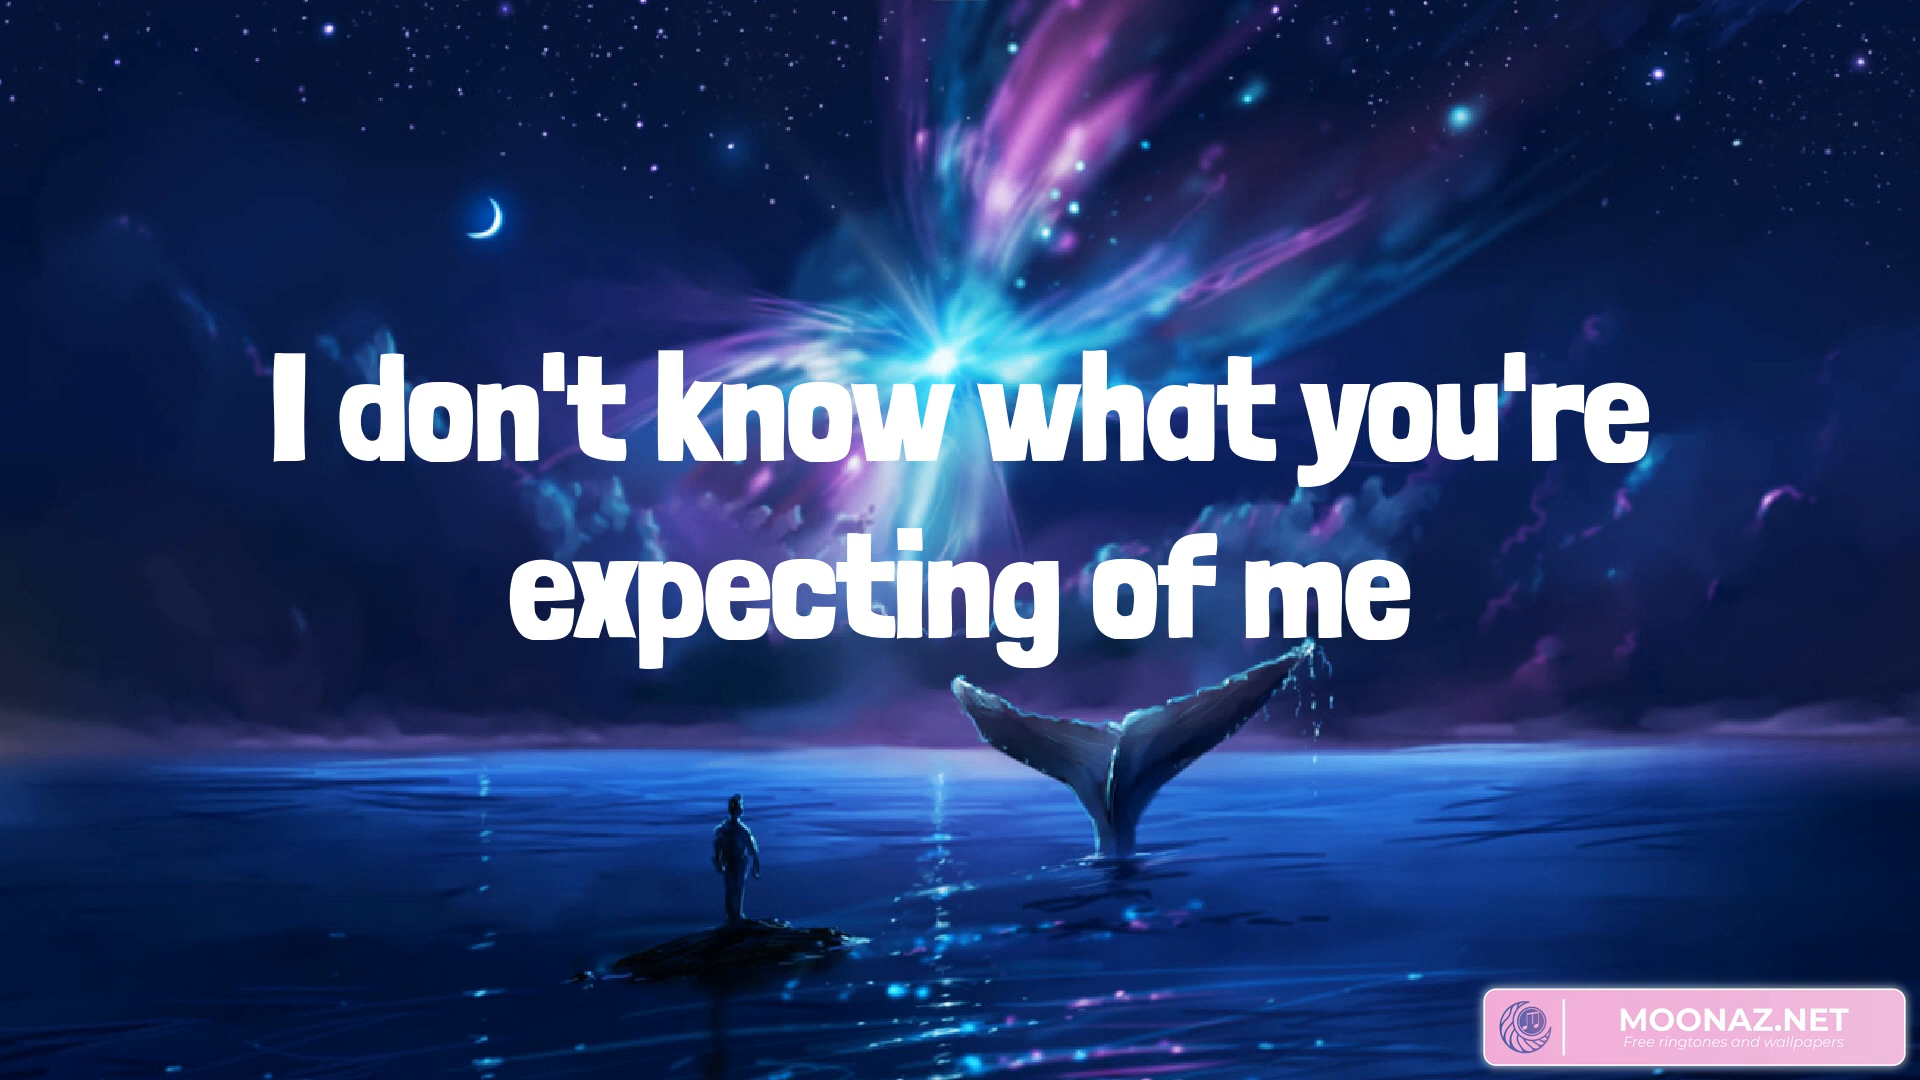 I don't know what you're
expecting of me
MOONAZ.NET
Free ringtones and wallpapers